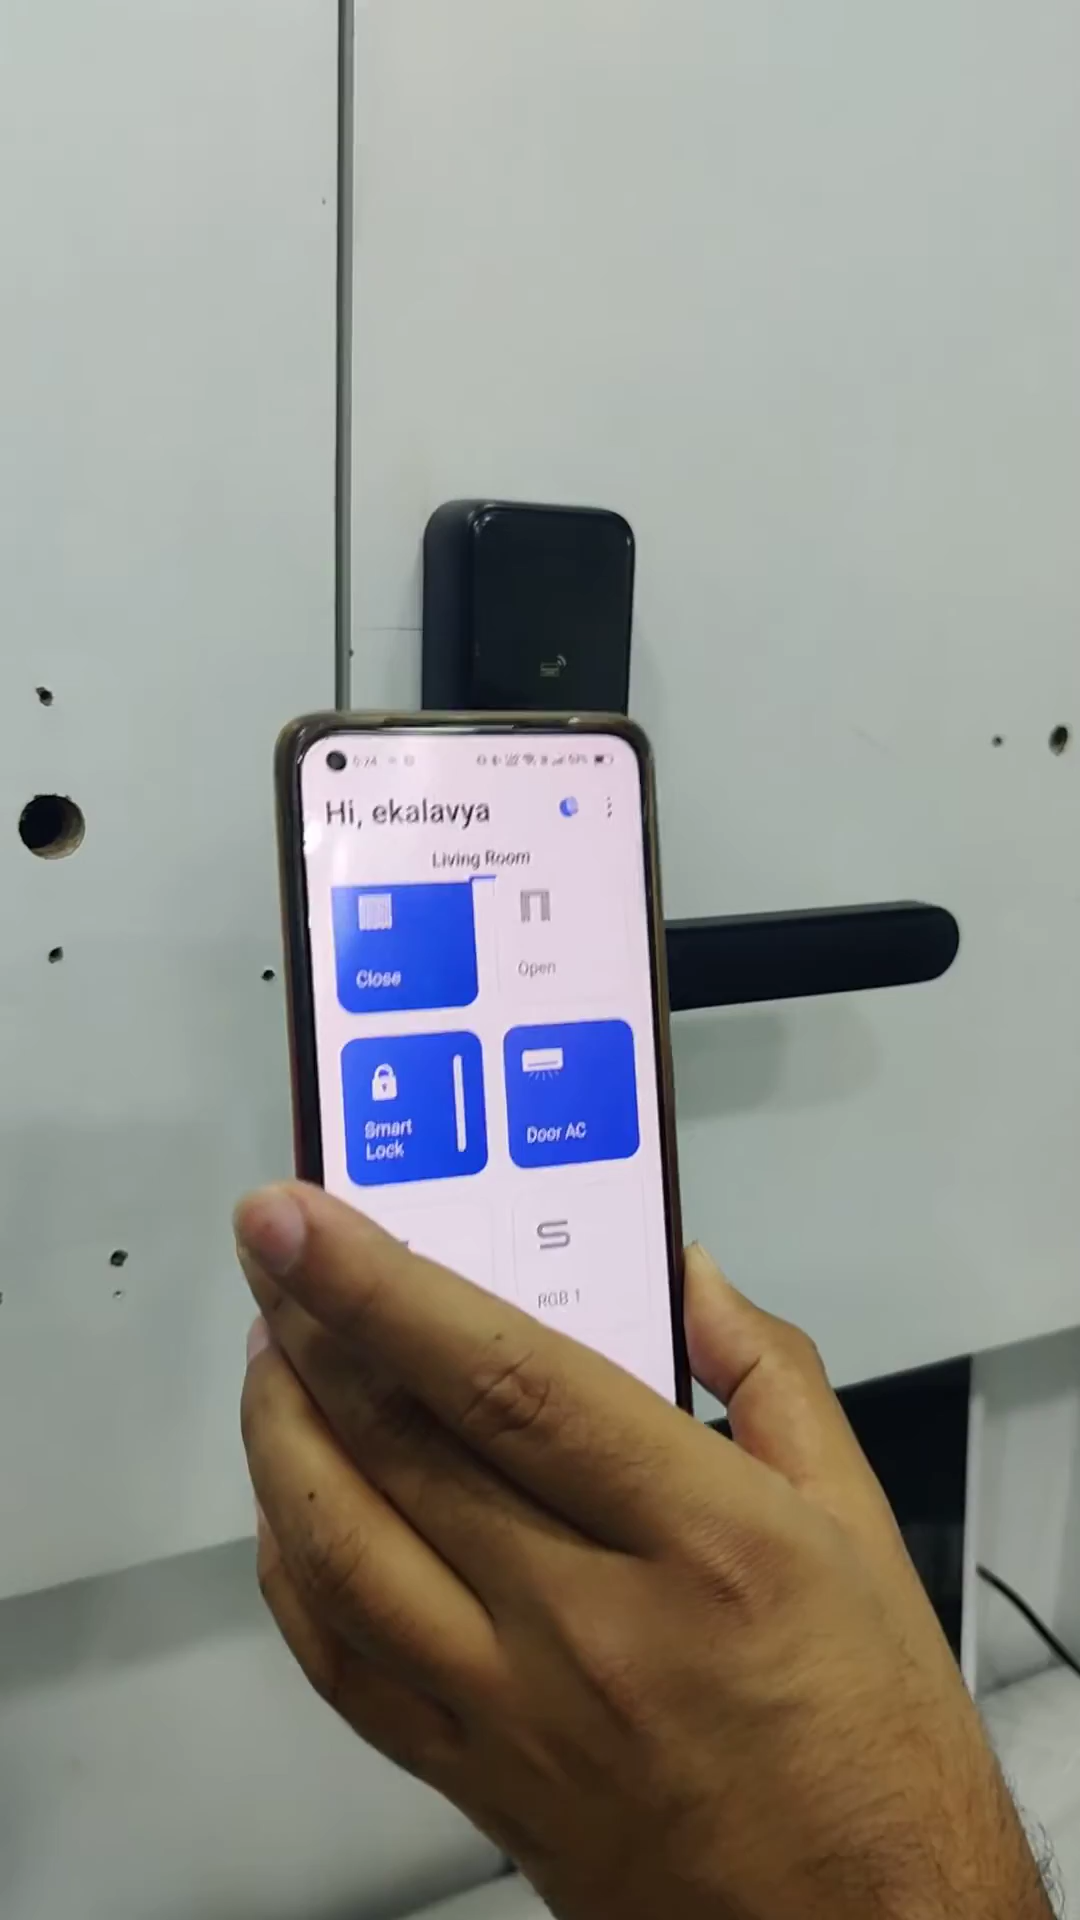 Hi, ekalavya
Living Room
Close
Open
Smart
Lock
Door AC
RGB 1